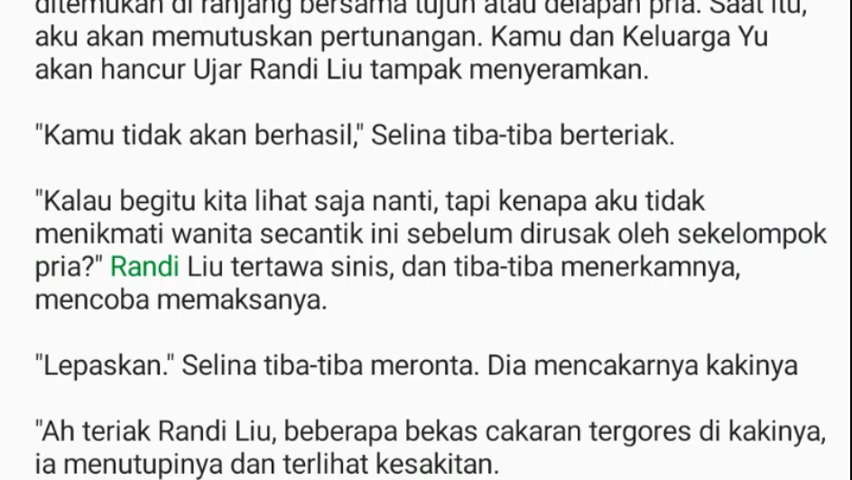 ditemukan di ranjang bersama tujuh atau delapan pria. Saat itu,
aku akan memutuskan pertunangan. Kamu dan Keluarga Yu
akan hancur Ujar Randi Liu tampak menyeramkan.
"Kamu tidak akan berhasil," Selina tiba-tiba berteriak.
"Kalau begitu kita lihat saja nanti, tapi kenapa aku tidak
menikmati wanita secantik ini sebelum dirusak oleh sekelompok
pria?" Randi Liu tertawa sinis, dan tiba-tiba menerkamnya,
mencoba memaksanya.
"Lepaskan." Selina tiba-tiba meronta. Dia mencakarnya kakinya
"Ah teriak Randi Liu, beberapa bekas cakaran tergores di kakinya,
ia menutupinya dan terlihat kesakitan.